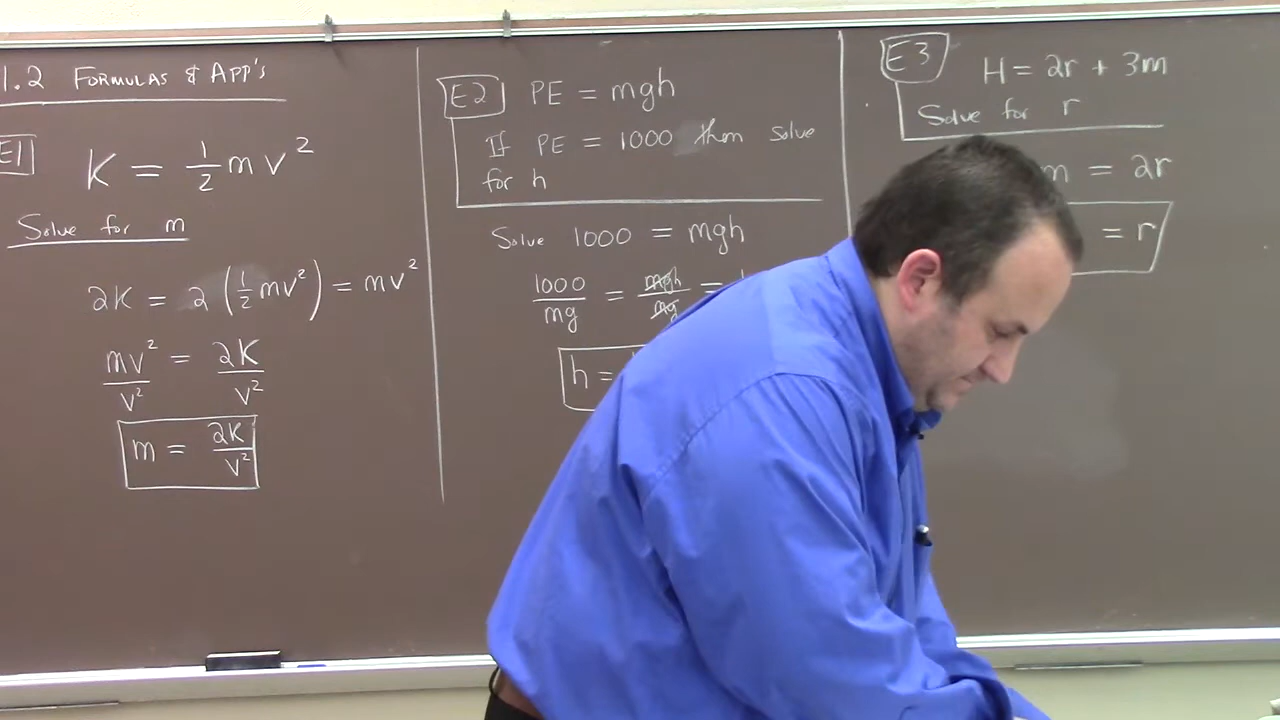 1.2 FORMULAS & APP'S
E1
K = 1/2 mv²
Solve for m
2K = 2 (1/2 mv²) = mv²
mv²/v² = 2K/v²
m = 2K/v²
E2 PE = mgh
If PE = 1000 then solve
for h
Solve 1000 = mgh
1000/mg = mgh/mg =
h =
E3 H = 2r + 3m
Solve for r
m = 2r
= r